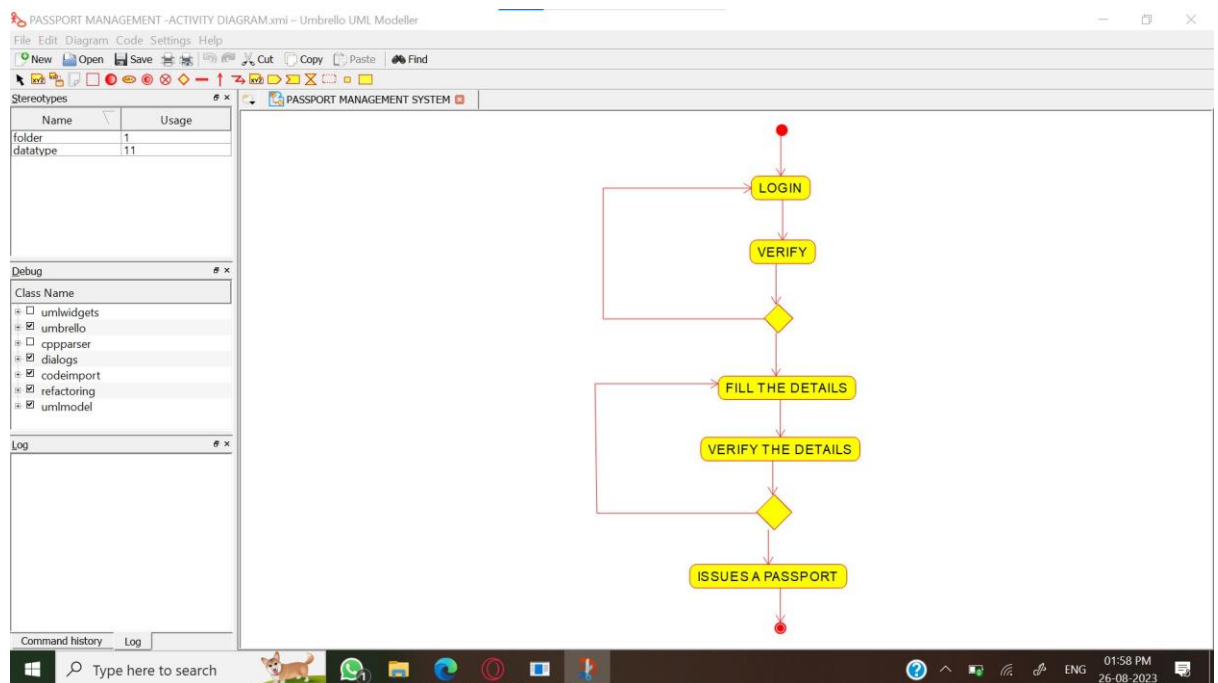 PASSPORT MANAGEMENT -ACTIVITY DIAGRAM.xmi – Umbrello UML Modeller
File Edit Diagram Code Settings Help
New Open Save Cut Copy Paste Find
Stereotypes
PASSPORT MANAGEMENT SYSTEM
Name Usage
folder 1
datatype 11
LOGIN
VERIFY
Debug
Class Name
umlwidgets
umbrello
cppparser
dialogs
codeimport
refactoring
umlmodel
FILL THE DETAILS
VERIFY THE DETAILS
Log
ISSUES A PASSPORT
Command history Log
Type here to search
ENG
01:58 PM
26-08-2023